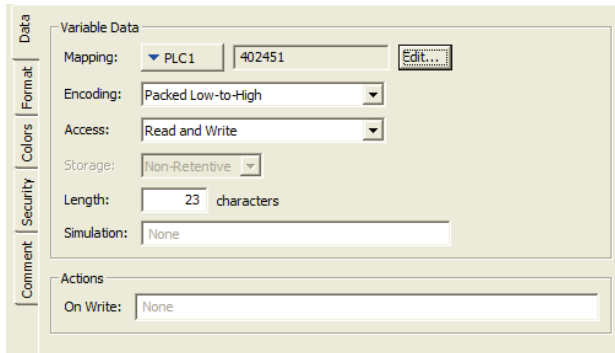 Data
Format
Colors
Security
Comment
Variable Data
Mapping: PLC1 402451 Edit...
Encoding: Packed Low-to-High
Access: Read and Write
Storage: Non-Retentive
Length: 23 characters
Simulation: None
Actions
On Write: None